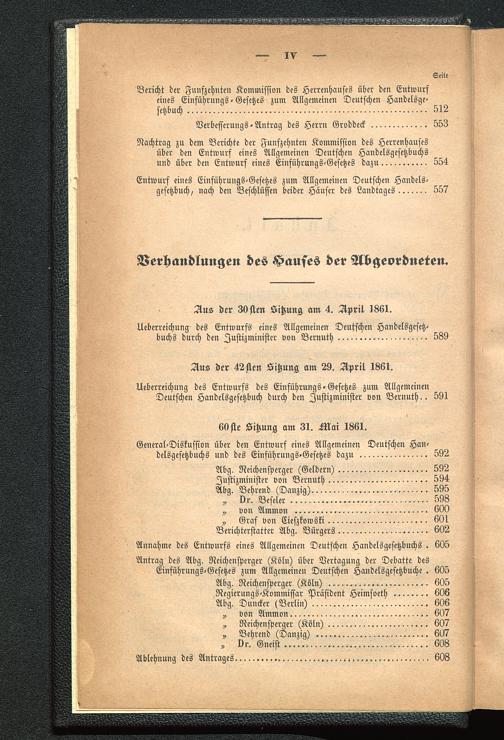 — IV —
Seite
Bericht der Funfzehnten Kommission des Herrenhauses über den Entwurf
eines Einführungs-Gesetzes zum Allgemeinen Deutschen Handelsge-
setzbuch ........ 512
Verbesserungs-Antrag des Herrn Groddeck ........ 553
Nachtrag zu dem Berichte der Funfzehnten Kommission des Herrenhauses
über den Entwurf eines Allgemeinen Deutschen Handelsgesetzbuchs
und über den Entwurf eines Einführungs-Gesetzes dazu ........ 554
Entwurf eines Einführungs-Gesetzes zum Allgemeinen Deutschen Handels-
gesetzbuch, nach den Beschlüssen beider Häuser des Landtages ........ 557
Verhandlungen des Hauses der Abgeordneten.
Aus der 30sten Sitzung am 4. April 1861.
Ueberreichung des Entwurfs eines Allgemeinen Deutschen Handelsgesetz-
buchs durch den Justizminister von Bernuth ........ 589
Aus der 42sten Sitzung am 29. April 1861.
Ueberreichung des Entwurfs des Einführungs-Gesetzes zum Allgemeinen
Deutschen Handelsgesetzbuch durch den Justizminister von Bernuth .. 591
60ste Sitzung am 31. Mai 1861.
General-Diskussion über den Entwurf eines Allgemeinen Deutschen Han-
delsgesetzbuchs und des Einführungs-Gesetzes dazu ........ 592
Abg. Reichensperger (Geldern) ........ 592
Justizminister von Bernuth ........ 594
Abg. Behrend (Danzig) ........ 595
„ Dr. Beseler ........ 598
„ von Ammon ........ 600
„ Graf von Cieszkowski ........ 601
Berichterstatter Abg. Bürgers ........ 602
Annahme des Entwurfs eines Allgemeinen Deutschen Handelsgesetzbuchs . 605
Antrag des Abg. Reichensperger (Köln) über Vertagung der Debatte des
Einführungs-Gesetzes zum Allgemeinen Deutschen Handelsgesetzbuche . 605
Abg. Reichensperger (Köln) ........ 605
Regierungs-Kommissar Präsident Heimsoeth ........ 606
Abg. Duncker (Berlin) ........ 606
„ von Ammon ........ 607
„ Reichensperger (Köln) ........ 607
„ Behrend (Danzig) ........ 607
„ Dr. Gneist ........ 608
Ablehnung des Antrages ........ 608